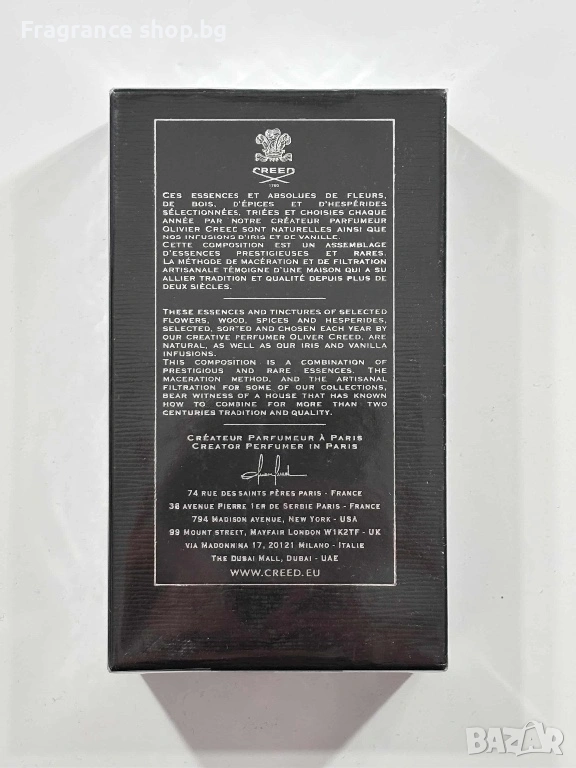 Fragrance shop.bg
CREED
1760
CES ESSENCES ET ABSOLUES DE FLEURS,
DE BOIS, D'ÉPICES ET D'HESPÉRIDES
SÉLECTIONNÉES, TRIÉES ET CHOISIES CHAQUE
ANNÉE PAR NOTRE CRÉATEUR PARFUMEUR
OLIVIER CREED SONT NATURELLES AINSI QUE
NOS INFUSIONS D'IRIS ET DE VANILLE.
CETTE COMPOSITION EST UN ASSEMBLAGE
D'ESSENCES PRESTIGIEUSES ET RARES.
LA MÉTHODE DE MACÉRATION ET DE FILTRATION
ARTISANALE TÉMOIGNE D'UNE MAISON QUI A SU
ALLIER TRADITION ET QUALITÉ DEPUIS PLUS DE
DEUX SIÈCLES.
THESE ESSENCES AND TINCTURES OF SELECTED
FLOWERS, WOOD, SPICES AND HESPERIDES,
SELECTED, SORTED AND CHOSEN EACH YEAR BY
OUR CREATIVE PERFUMER OLIVER CREED, ARE
NATURAL, AS WELL AS OUR IRIS AND VANILLA
INFUSIONS.
THIS COMPOSITION IS A COMBINATION OF
PRESTIGIOUS AND RARE ESSENCES. THE
MACERATION METHOD, AND THE ARTISANAL
FILTRATION FOR SOME OF OUR COLLECTIONS,
BEAR WITNESS OF A HOUSE THAT HAS KNOWN
HOW TO COMBINE FOR MORE THAN TWO
CENTURIES TRADITION AND QUALITY.
CRÉATEUR PARFUMEUR À PARIS
CREATOR PERFUMER IN PARIS
74 RUE DES SAINTS PÈRES PARIS - FRANCE
38 AVENUE PIERRE 1ER DE SERBIE PARIS - FRANCE
794 MADISON AVENUE, NEW YORK - USA
99 MOUNT STREET, MAYFAIR LONDON W1K2TF - UK
VIA MADONNINA 17, 20121 MILANO - ITALIE
THE DUBAI MALL, DUBAI - UAE
WWW.CREED.EU
BAZAR